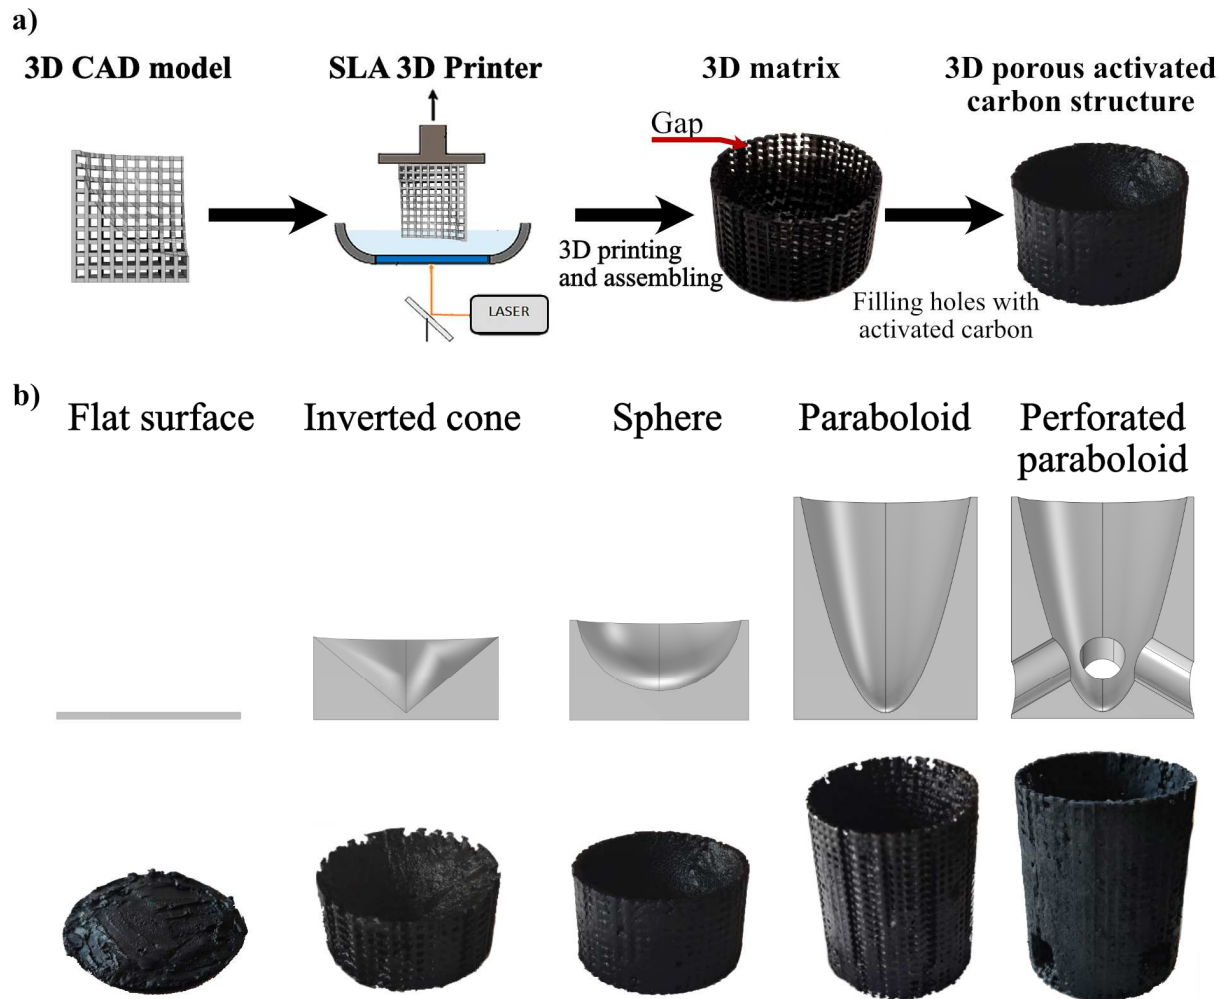 a)
3D CAD model
SLA 3D Printer
3D matrix
3D porous activated
carbon structure
Gap
LASER
3D printing
and assembling
Filling holes with
activated carbon
b)
Flat surface
Inverted cone
Sphere
Paraboloid
Perforated
paraboloid